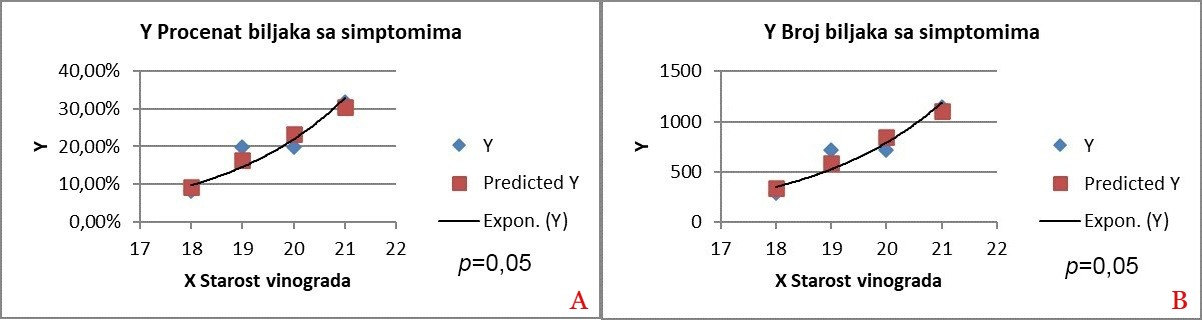 Y Procenat biljaka sa simptomima
40,00%
30,00%
20,00%
10,00%
0,00%
Y
17 18 19 20 21 22
X Starost vinograda
Y
Predicted Y
Expon. (Y)
p=0,05
A
Y Broj biljaka sa simptomima
1500
1000
500
0
Y
17 18 19 20 21 22
X Starost vinograda
Y
Predicted Y
Expon. (Y)
p=0,05
B